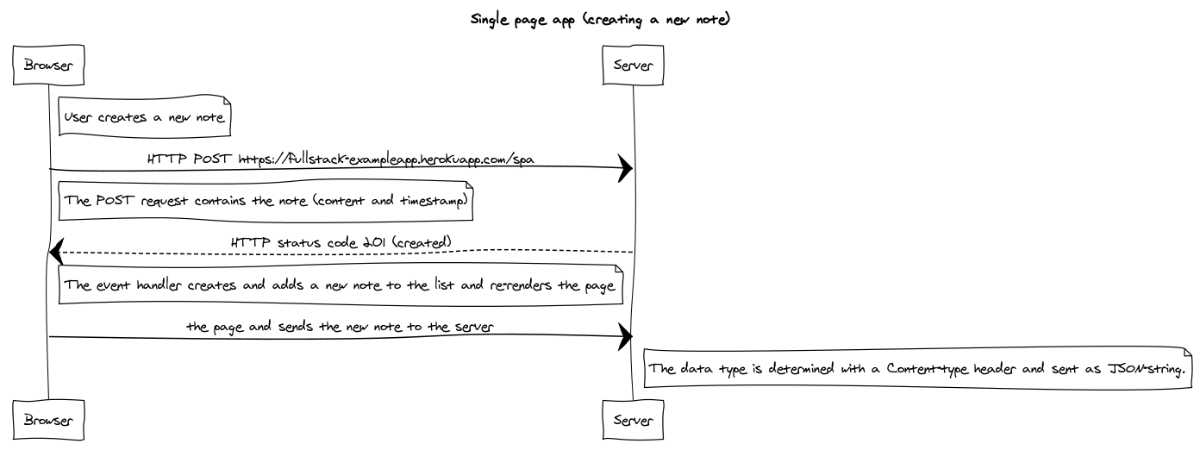 Single page app (creating a new note)
Browser
Server
User creates a new note
HTTP POST https://fullstack-exampleapp.herokuapp.com/spa
The POST request contains the note (content and timestamp)
HTTP status code 201 (created)
The event handler creates and adds a new note to the list and re-renders the page
the page and sends the new note to the server
The data type is determined with a Content-type header and sent as JSON-string.
Browser
Server